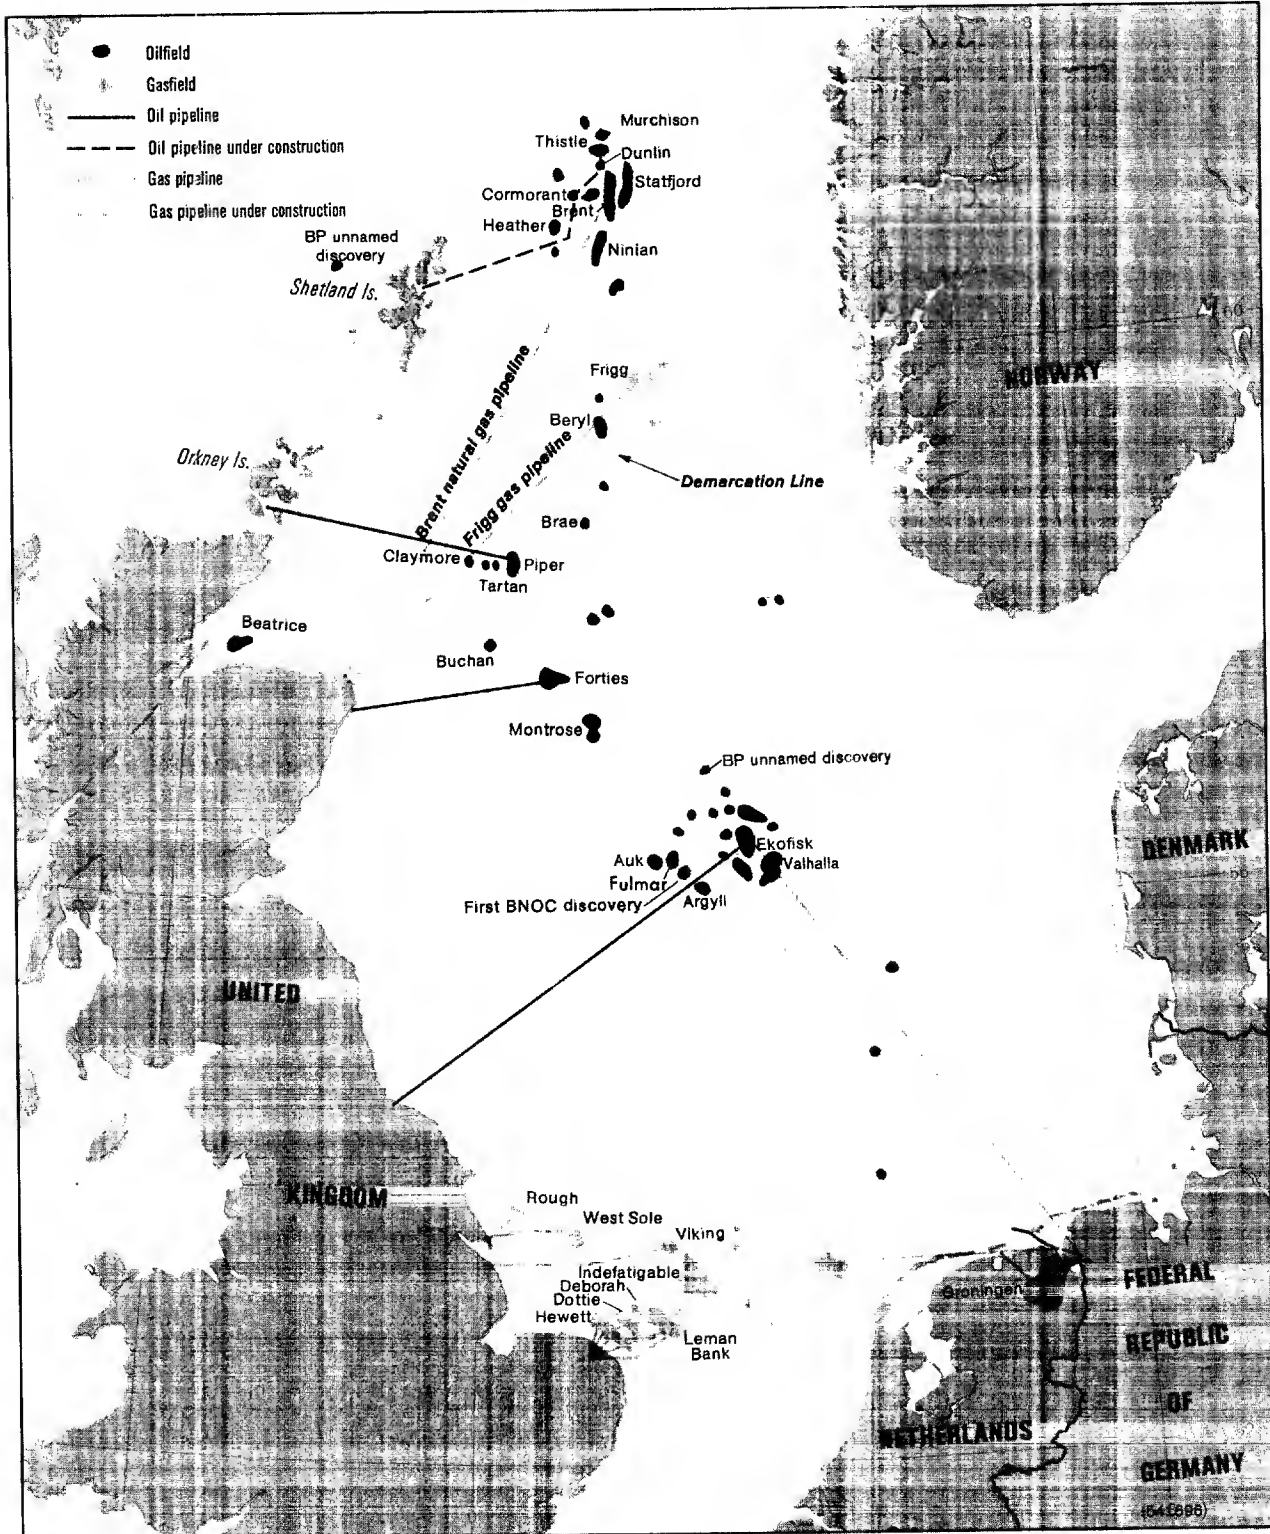 Oilfield
Gasfield
Oil pipeline
Oil pipeline under construction
Gas pipeline
Gas pipeline under construction
Murchison
Thistle
Dunlin
Statfjord
Cormorant
Brent
Heather
Ninian
BP unnamed
discovery
Shetland Is.
Brent natural gas pipeline
Frigg gas pipeline
Frigg
Beryl
NORWAY
60
Orkney Is.
Demarcation Line
Brae
Claymore
Piper
Tartan
Beatrice
Buchan
Forties
Montrose
BP unnamed discovery
Ekofisk
Valhalla
Auk
Fulmar
First BNOC discovery
Argyll
DENMARK
UNITED
KINGDOM
Rough
West Sole
Viking
Indefatigable
Deborah
Dottie
Hewett
Leman
Bank
Groningen
FEDERAL
REPUBLIC
OF
GERMANY
NETHERLANDS